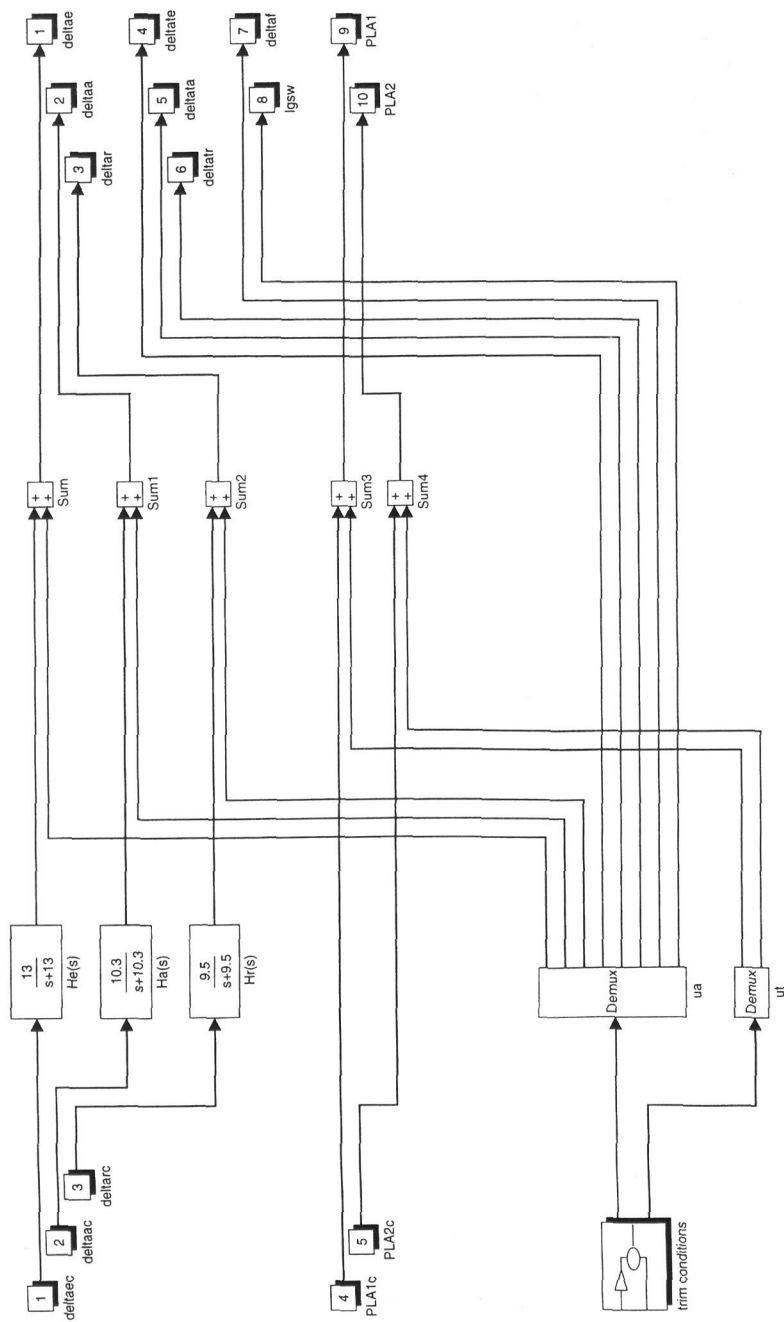 1
deltaec
2
deltaac
3
deltarc
4
PLA1c
5
PLA2c
trim conditions
13
s+13
He(s)
10.3
s+10.3
Ha(s)
9.5
s+9.5
Hr(s)
Demux
ua
Demux
ut
+
+
Sum
+
+
Sum1
+
+
Sum2
+
+
Sum3
+
+
Sum4
1
deltae
2
deltaa
3
deltar
4
deltate
5
deltata
6
deltatr
7
deltaf
8
lgsw
9
PLA1
10
PLA2